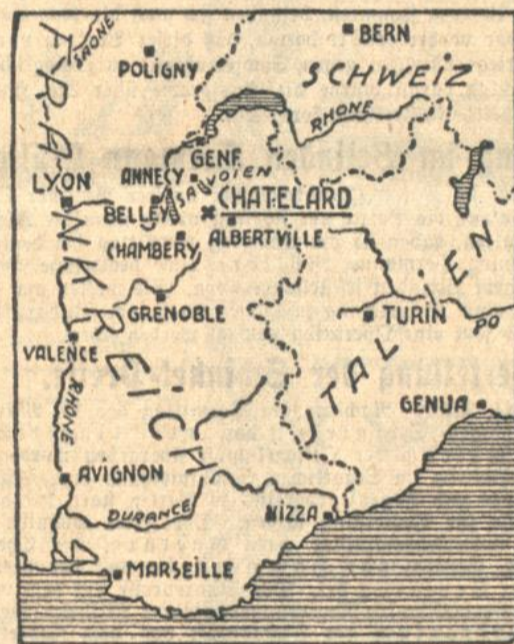 SAONE
BERN
POLIGNY
SCHWEIZ
RHONE
GENF
ANNECY
SAVOIEN
LYON
CHATELARD
BELLEY
ALBERTVILLE
CHAMBERY
GRENOBLE
TURIN
PO
VALENCE
ITALIEN
FRANKREICH
RHONE
GENUA
AVIGNON
DURANCE
NIZZA
MARSEILLE